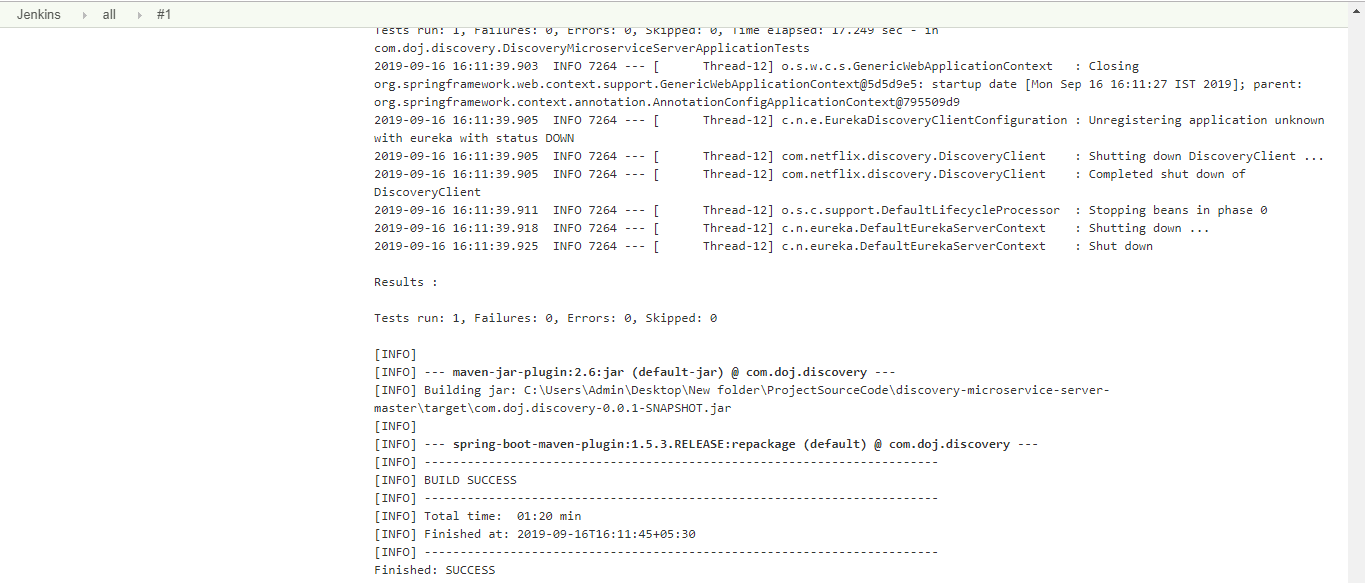 Jenkins all #1
Tests run: 1, Failures: 0, Errors: 0, Skipped: 0, Time elapsed: 17.249 sec - in
com.doj.discovery.DiscoveryMicroserviceServerApplicationTests
2019-09-16 16:11:39.903  INFO 7264 --- [      Thread-12] o.s.w.c.s.GenericWebApplicationContext   : Closing
org.springframework.web.context.support.GenericWebApplicationContext@5d5d9e5: startup date [Mon Sep 16 16:11:27 IST 2019]; parent:
org.springframework.context.annotation.AnnotationConfigApplicationContext@795509d9
2019-09-16 16:11:39.905  INFO 7264 --- [      Thread-12] c.n.e.EurekaDiscoveryClientConfiguration : Unregistering application unknown
with eureka with status DOWN
2019-09-16 16:11:39.905  INFO 7264 --- [      Thread-12] com.netflix.discovery.DiscoveryClient    : Shutting down DiscoveryClient ...
2019-09-16 16:11:39.905  INFO 7264 --- [      Thread-12] com.netflix.discovery.DiscoveryClient    : Completed shut down of
DiscoveryClient
2019-09-16 16:11:39.911  INFO 7264 --- [      Thread-12] o.s.c.support.DefaultLifecycleProcessor  : Stopping beans in phase 0
2019-09-16 16:11:39.918  INFO 7264 --- [      Thread-12] c.n.eureka.DefaultEurekaServerContext    : Shutting down ...
2019-09-16 16:11:39.925  INFO 7264 --- [      Thread-12] c.n.eureka.DefaultEurekaServerContext    : Shut down
Results :
Tests run: 1, Failures: 0, Errors: 0, Skipped: 0
[INFO]
[INFO] --- maven-jar-plugin:2.6:jar (default-jar) @ com.doj.discovery ---
[INFO] Building jar: C:\Users\Admin\Desktop\New folder\ProjectSourceCode\discovery-microservice-server-
master\target\com.doj.discovery-0.0.1-SNAPSHOT.jar
[INFO]
[INFO] --- spring-boot-maven-plugin:1.5.3.RELEASE:repackage (default) @ com.doj.discovery ---
[INFO] ------------------------------------------------------------------------
[INFO] BUILD SUCCESS
[INFO] ------------------------------------------------------------------------
[INFO] Total time:  01:20 min
[INFO] Finished at: 2019-09-16T16:11:45+05:30
[INFO] ------------------------------------------------------------------------
Finished: SUCCESS